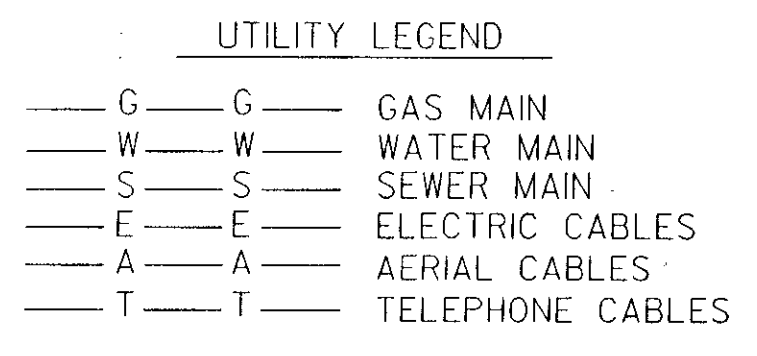 UTILITY LEGEND
G G GAS MAIN
W W WATER MAIN
S S SEWER MAIN
E E ELECTRIC CABLES
A A AERIAL CABLES
T T TELEPHONE CABLES